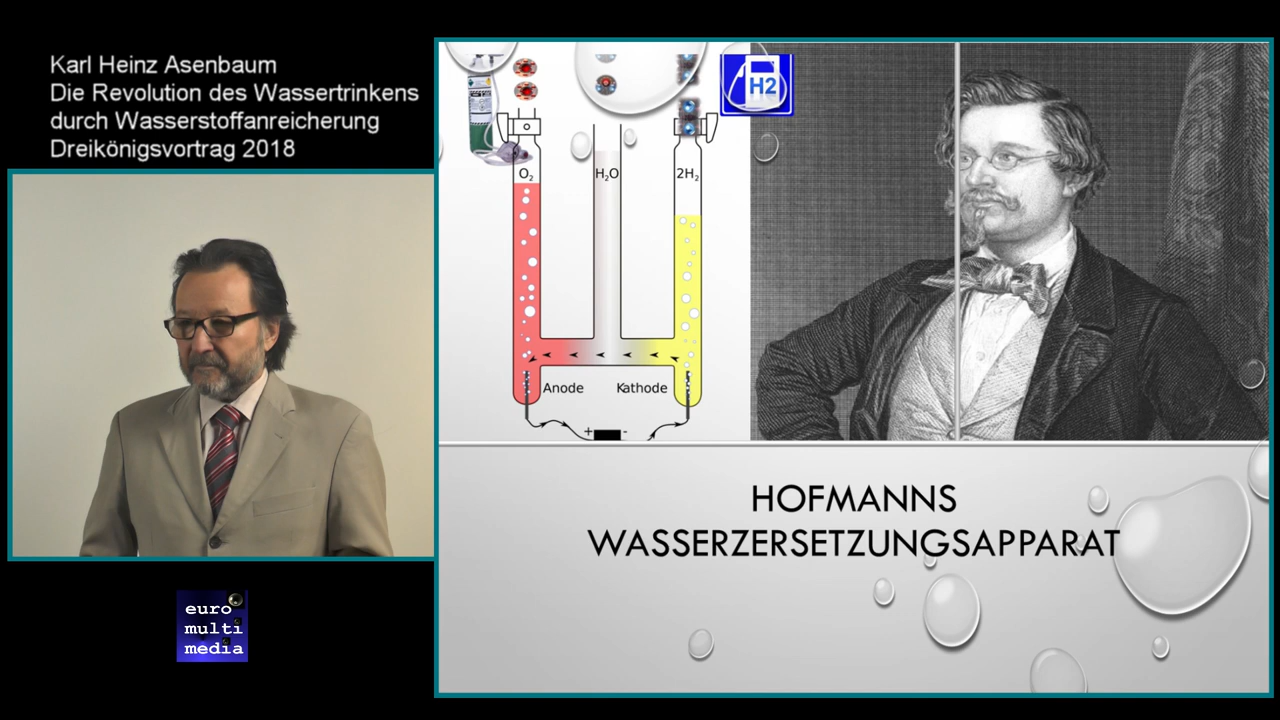 Karl Heinz Asenbaum
Die Revolution des Wassertrinkens
durch Wasserstoffanreicherung
Dreikönigsvortrag 2018
H2
O₂
H₂O
2H₂
Anode
Kathode
+
-
HOFMANNS
WASSERZERSETZUNGSAPPARAT
euro
multi
media